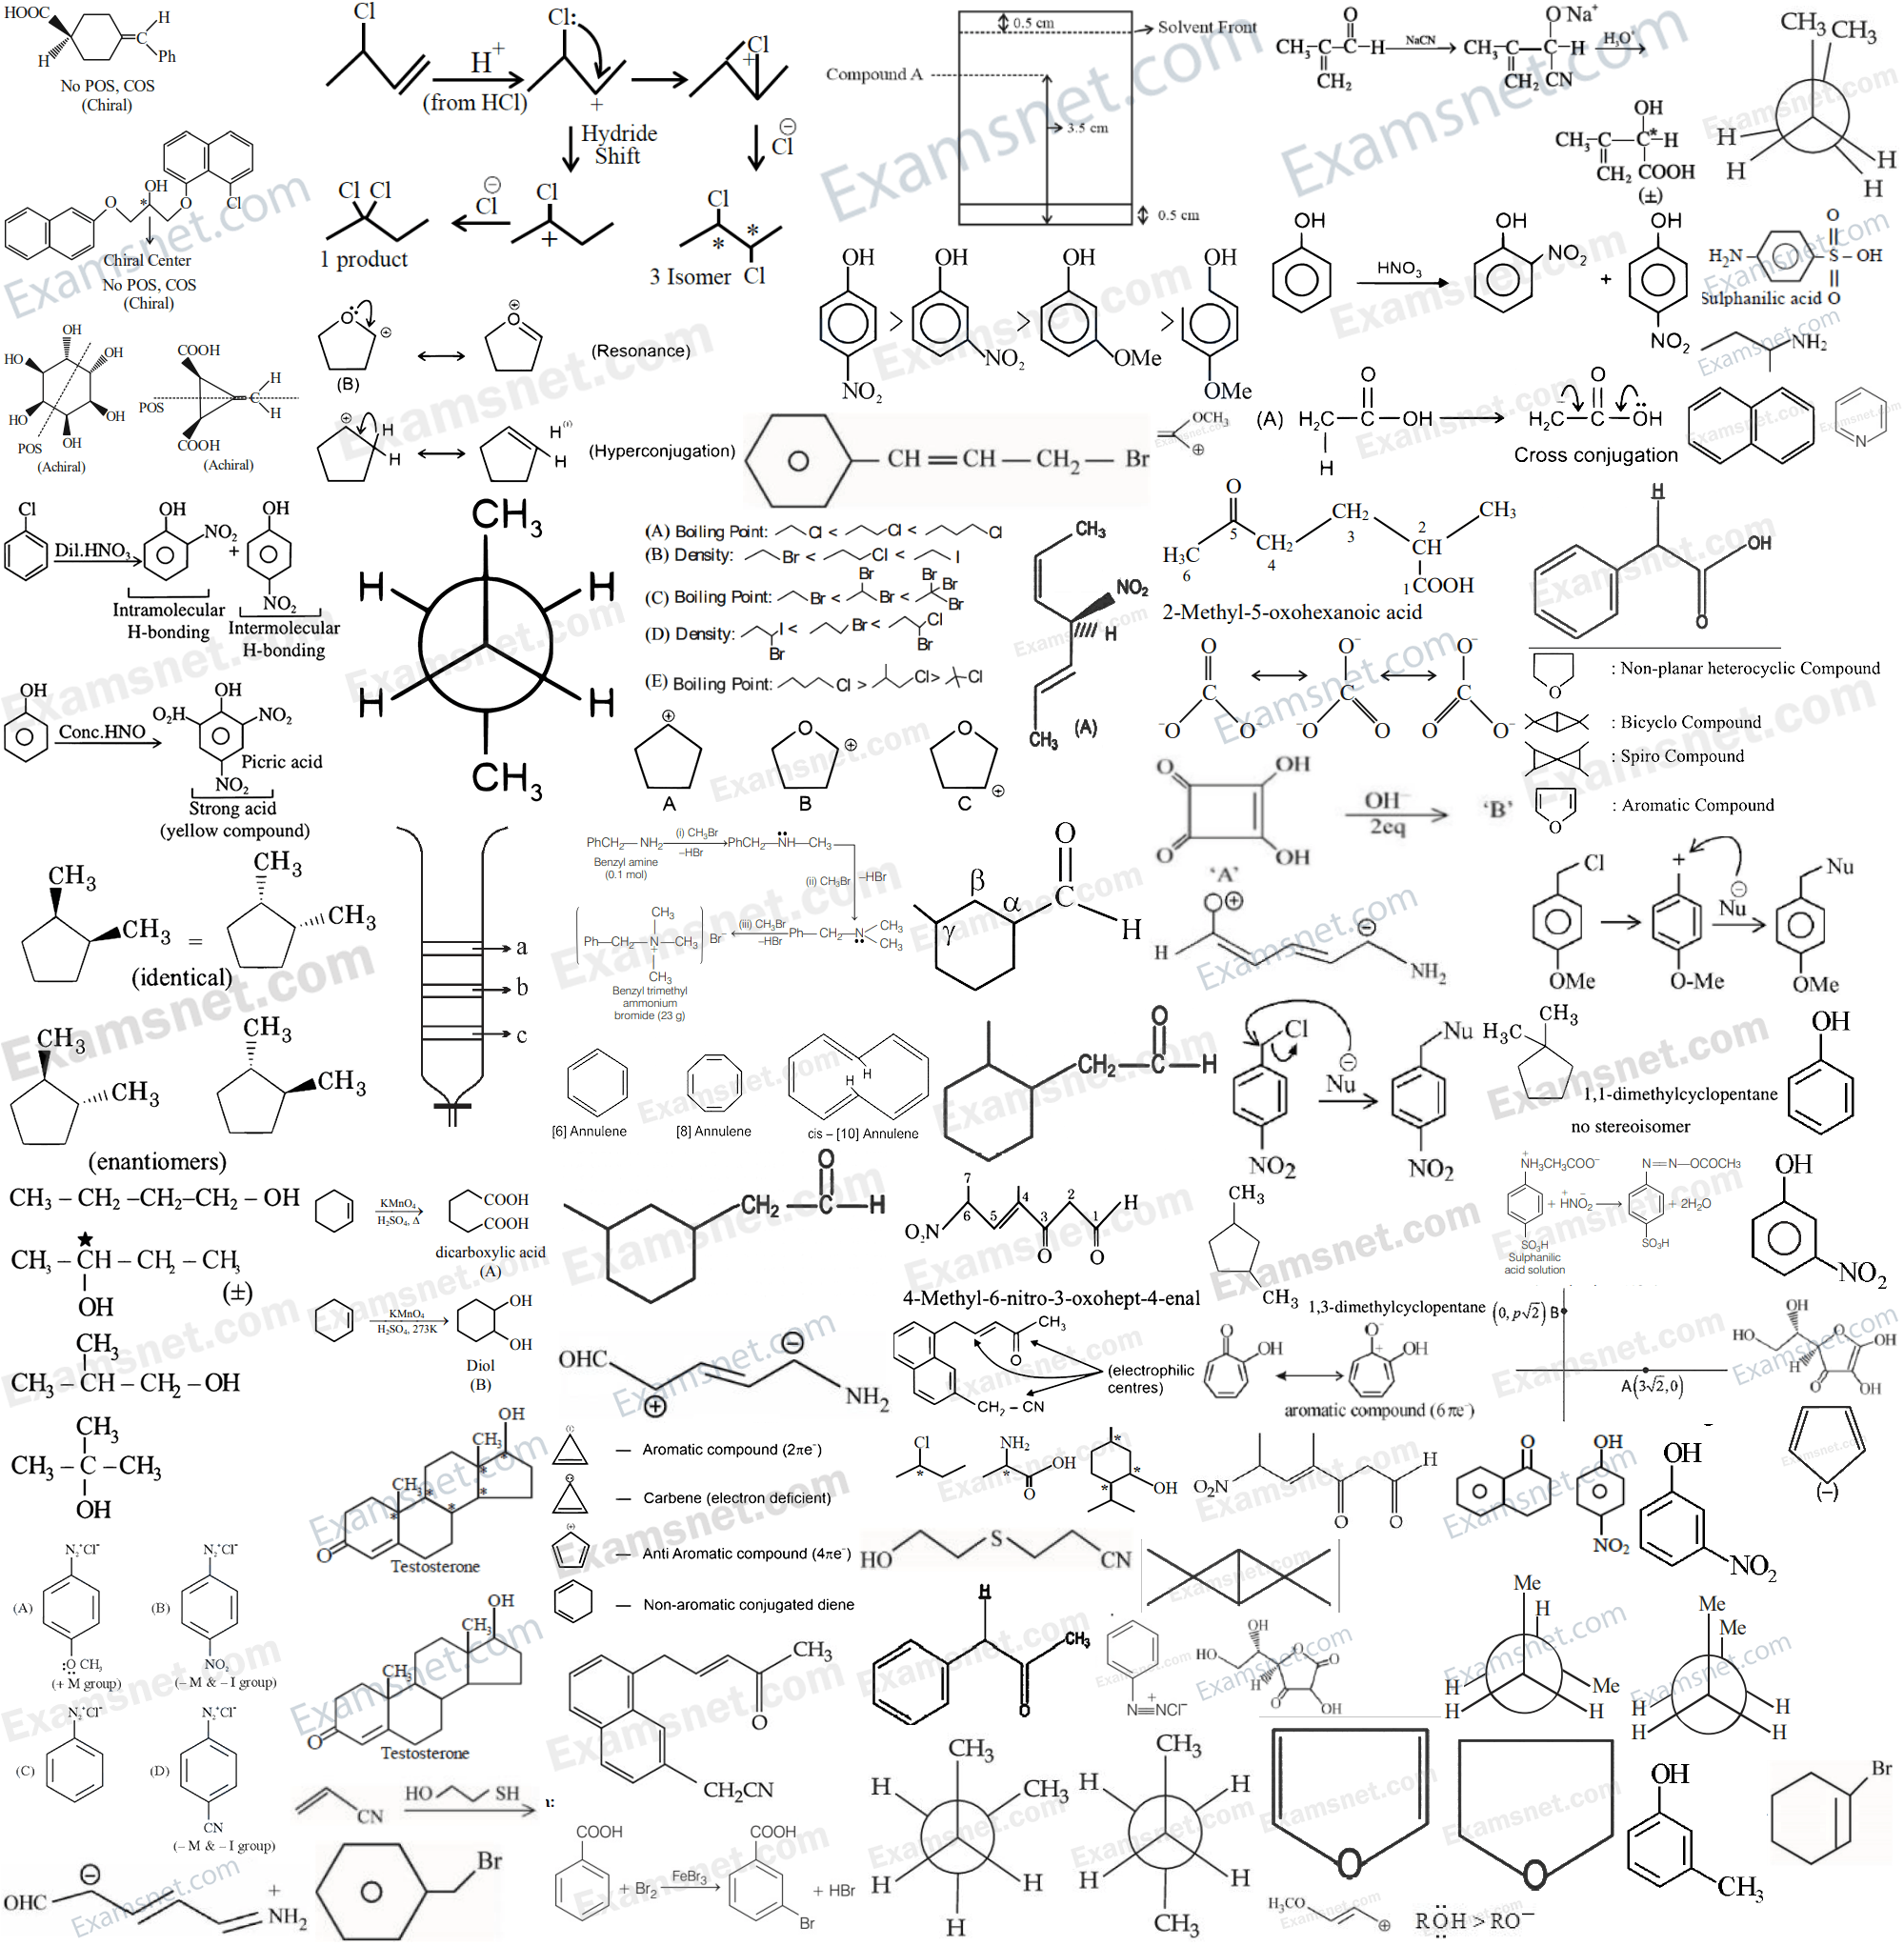 HOOC
H
H
Ph
No POS, COS
(Chiral)
Cl
H+
(from HCl)
Cl:
+
Cl
+
Hydride
Shift
⊖
Cl
Cl Cl
1 product
⊖
Cl
Cl
+
Cl
*
*
Cl
3 Isomer
0.5 cm
Solvent Front
Compound A
3.5 cm
0.5 cm
O
CH₃–C–C–H
CH₂
NaCN
O⁻Na⁺
CH₃–C–C–H
CH₂ CN
H₃O⁺
OH
CH₃–C–C*–H
CH₂ COOH
(±)
CH₃
CH₃
H
H
H
H
OH
O
*
O
Cl
Chiral Center
No POS, COS
(Chiral)
OH
HO
OH
HO
OH
OH
POS
(Achiral)
COOH
H
POS
C
H
COOH
(Achiral)
O
⊕
(B)
O
⊕
(Resonance)
⊕
H
H
H
H
(Hyperconjugation)
OH
NO₂
>
OH
NO₂
>
OH
OMe
>
OH
OMe
OH
HNO₃
OH
NO₂
+
OH
NO₂
H₂N
O
S – OH
O
Sulphanilic acid
NH₂
CH = CH – CH₂ – Br
OCH₃
⊕
(A)
O
H₂C
OH
H
O
H₂C
OH
Cross conjugation
N
Cl
Dil.HNO₃
OH
NO₂
+
OH
NO₂
Intramolecular
H-bonding
Intermolecular
H-bonding
OH
Conc.HNO
OH
O₂H
NO₂
NO₂
Picric acid
Strong acid
(yellow compound)
CH₃
H
H
H
H
CH₃
(A) Boiling Point: Cl < Cl < Cl
(B) Density: Br < Cl < I
(C) Boiling Point: Br < Br Br < Br Br Br
(D) Density: I Br < Br < Cl Br
(E) Boiling Point: Cl > Cl > Cl
CH₃
NO₂
H
CH₃
(A)
O
5
H₃C
6
CH₂
4
CH₂
3
2
CH
CH₃
1 COOH
2-Methyl-5-oxohexanoic acid
H
OH
O
O
C
⁻O
O⁻
O⁻
C
⁻O
O
O⁻
C
O
O⁻
O
: Non-planar heterocyclic Compound
: Bicyclo Compound
: Spiro Compound
O
: Aromatic Compound
⊕
A
O
⊕
B
O
⊕
C
O
OH
O
OH
'A'
OH⁻
2eq
'B'
CH₃
CH₃
=
CH₃
CH₃
(identical)
CH₃
CH₃
CH₃
CH₃
(enantiomers)
a
b
c
PhCH₂–NH₂
Benzyl amine
(0.1 mol)
(i) CH₃Br
–HBr
PhCH₂–NH–CH₃
(ii) CH₃Br
–HBr
Ph–CH₂–N
CH₃
CH₃
(iii) CH₃Br
–HBr
CH₃
Ph–CH₂–N–CH₃
+
CH₃
Br⁻
Benzyl trimethyl
ammonium
bromide (23 g)
β
α
γ
O
C
H
O⊕
H
⊖
NH₂
Cl
OMe
+
O-Me
⊖
Nu
Nu
OMe
[6] Annulene
[8] Annulene
H
H
cis – [10] Annulene
O
CH₂–C–H
Cl
NO₂
⊖
Nu
Nu
NO₂
H₃C
CH₃
1,1-dimethylcyclopentane
no stereoisomer
OH
CH₃ – CH₂ –CH₂–CH₂ – OH
CH₃ – CH – CH₂ – CH₃
OH
(±)
CH₃
CH₃ – CH – CH₂ –OH
CH₃
CH₃ – C –CH₃
OH
KMnO₄
H₂SO₄, Δ
COOH
COOH
dicarboxylic acid
(A)
KMnO₄
H₂SO₄, 273K
OH
OH
Diol
(B)
O
CH₂–C–H
7
6
5
4
3
2
1
O₂N
O
O
H
4-Methyl-6-nitro-3-oxohept-4-enal
CH₃
CH₃
1,3-dimethylcyclopentane
+
NH₃CH₃COO⁻
+ HNO₂
SO₃H
Sulphanilic
acid solution
N=N–OCOCH₃
+ 2H₂O
SO₃H
OH
NO₂
(0, p√2) B
A(3√2,0)
OH
HO
O
OH
H
O
OH
OHC
⊕
⊖
NH₂
CH₃
O
CH₂ – CN
(electrophilic
centres)
O
OH
O⁻
+
OH
aromatic compound (6 πe⁻)
(–)
OH
CH₃
CH₃
*
*
*
*
*
O
Testosterone
— Aromatic compound (2πe⁻)
— Carbene (electron deficient)
— Anti Aromatic compound (4πe⁻)
— Non-aromatic conjugated diene
Cl
*
NH₂
*
OH
O
*
*
*
OH
O₂N
O
O
H
O
OH
NO₂
OH
NO₂
HO
S
CN
N₂⁺Cl⁻
(A)
O CH₃
(+ M group)
N₂⁺Cl⁻
(B)
NO₂
(– M & – I group)
N₂⁺Cl⁻
(C)
N₂⁺Cl⁻
(D)
CN
(– M & – I group)
OH
CH₃
CH₃
O
Testosterone
CH₃
O
CH₂CN
H
CH₃
O
+
N≡NCl⁻
OH
HO
O
O
H
O
OH
Me
H
H
Me
H
H
Me
Me
H
H
H
H
CN
HO
SH
OHC
⊖
+
NH₂
Br
COOH
+ Br₂
FeBr₃
COOH
Br
+ HBr
CH₃
H
CH₃
H
H
H
CH₃
H
H
H
H
CH₃
O
O
OH
CH₃
Br
H₃CO
⊕
RÖH > RO⁻
Examsnet.com